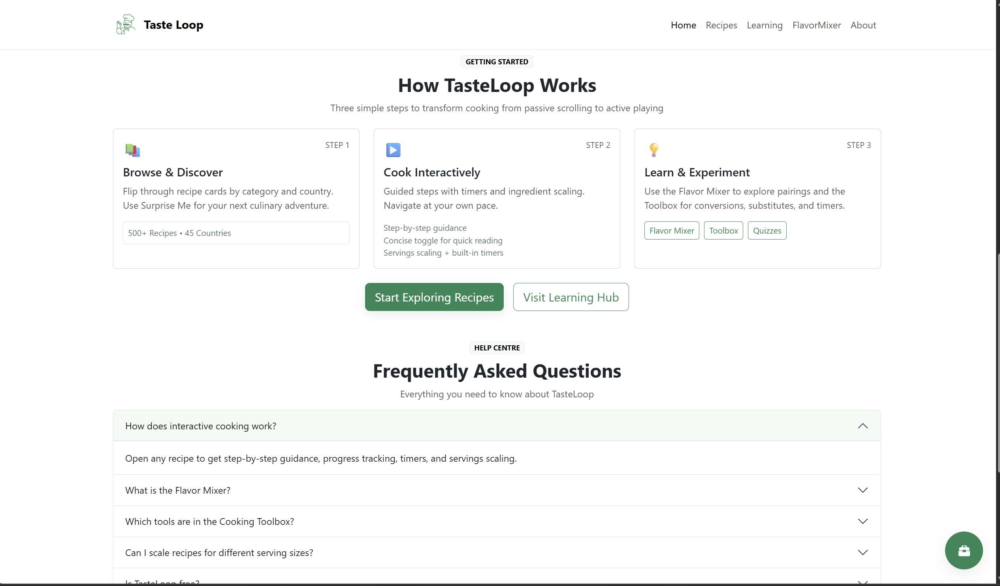 Taste Loop
Home Recipes Learning FlavorMixer About
GETTING STARTED
How TasteLoop Works
Three simple steps to transform cooking from passive scrolling to active playing
STEP 1
Browse & Discover
Flip through recipe cards by category and country.
Use Surprise Me for your next culinary adventure.
500+ Recipes • 45 Countries
STEP 2
Cook Interactively
Guided steps with timers and ingredient scaling.
Navigate at your own pace.
Step-by-step guidance
Concise toggle for quick reading
Servings scaling + built-in timers
STEP 3
Learn & Experiment
Use the Flavor Mixer to explore pairings and the
Toolbox for conversions, substitutes, and timers.
Flavor Mixer Toolbox Quizzes
Start Exploring Recipes Visit Learning Hub
HELP CENTRE
Frequently Asked Questions
Everything you need to know about TasteLoop
How does interactive cooking work?
Open any recipe to get step-by-step guidance, progress tracking, timers, and servings scaling.
What is the Flavor Mixer?
Which tools are in the Cooking Toolbox?
Can I scale recipes for different serving sizes?
Is TasteLoop free?